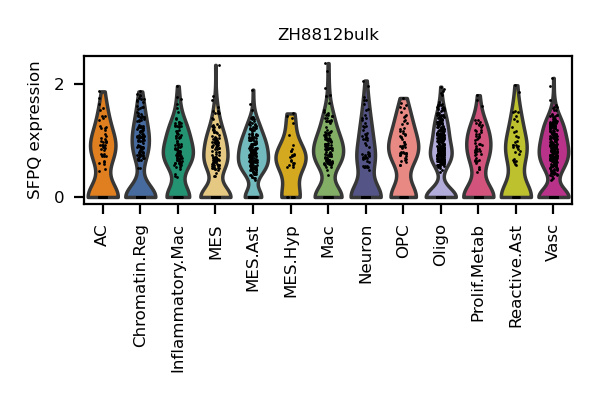 ZH8812bulk
SFPQ expression
2
0
AC
Chromatin.Reg
Inflammatory.Mac
MES
MES.Ast
MES.Hyp
Mac
Neuron
OPC
Oligo
Prolif.Metab
Reactive.Ast
Vasc